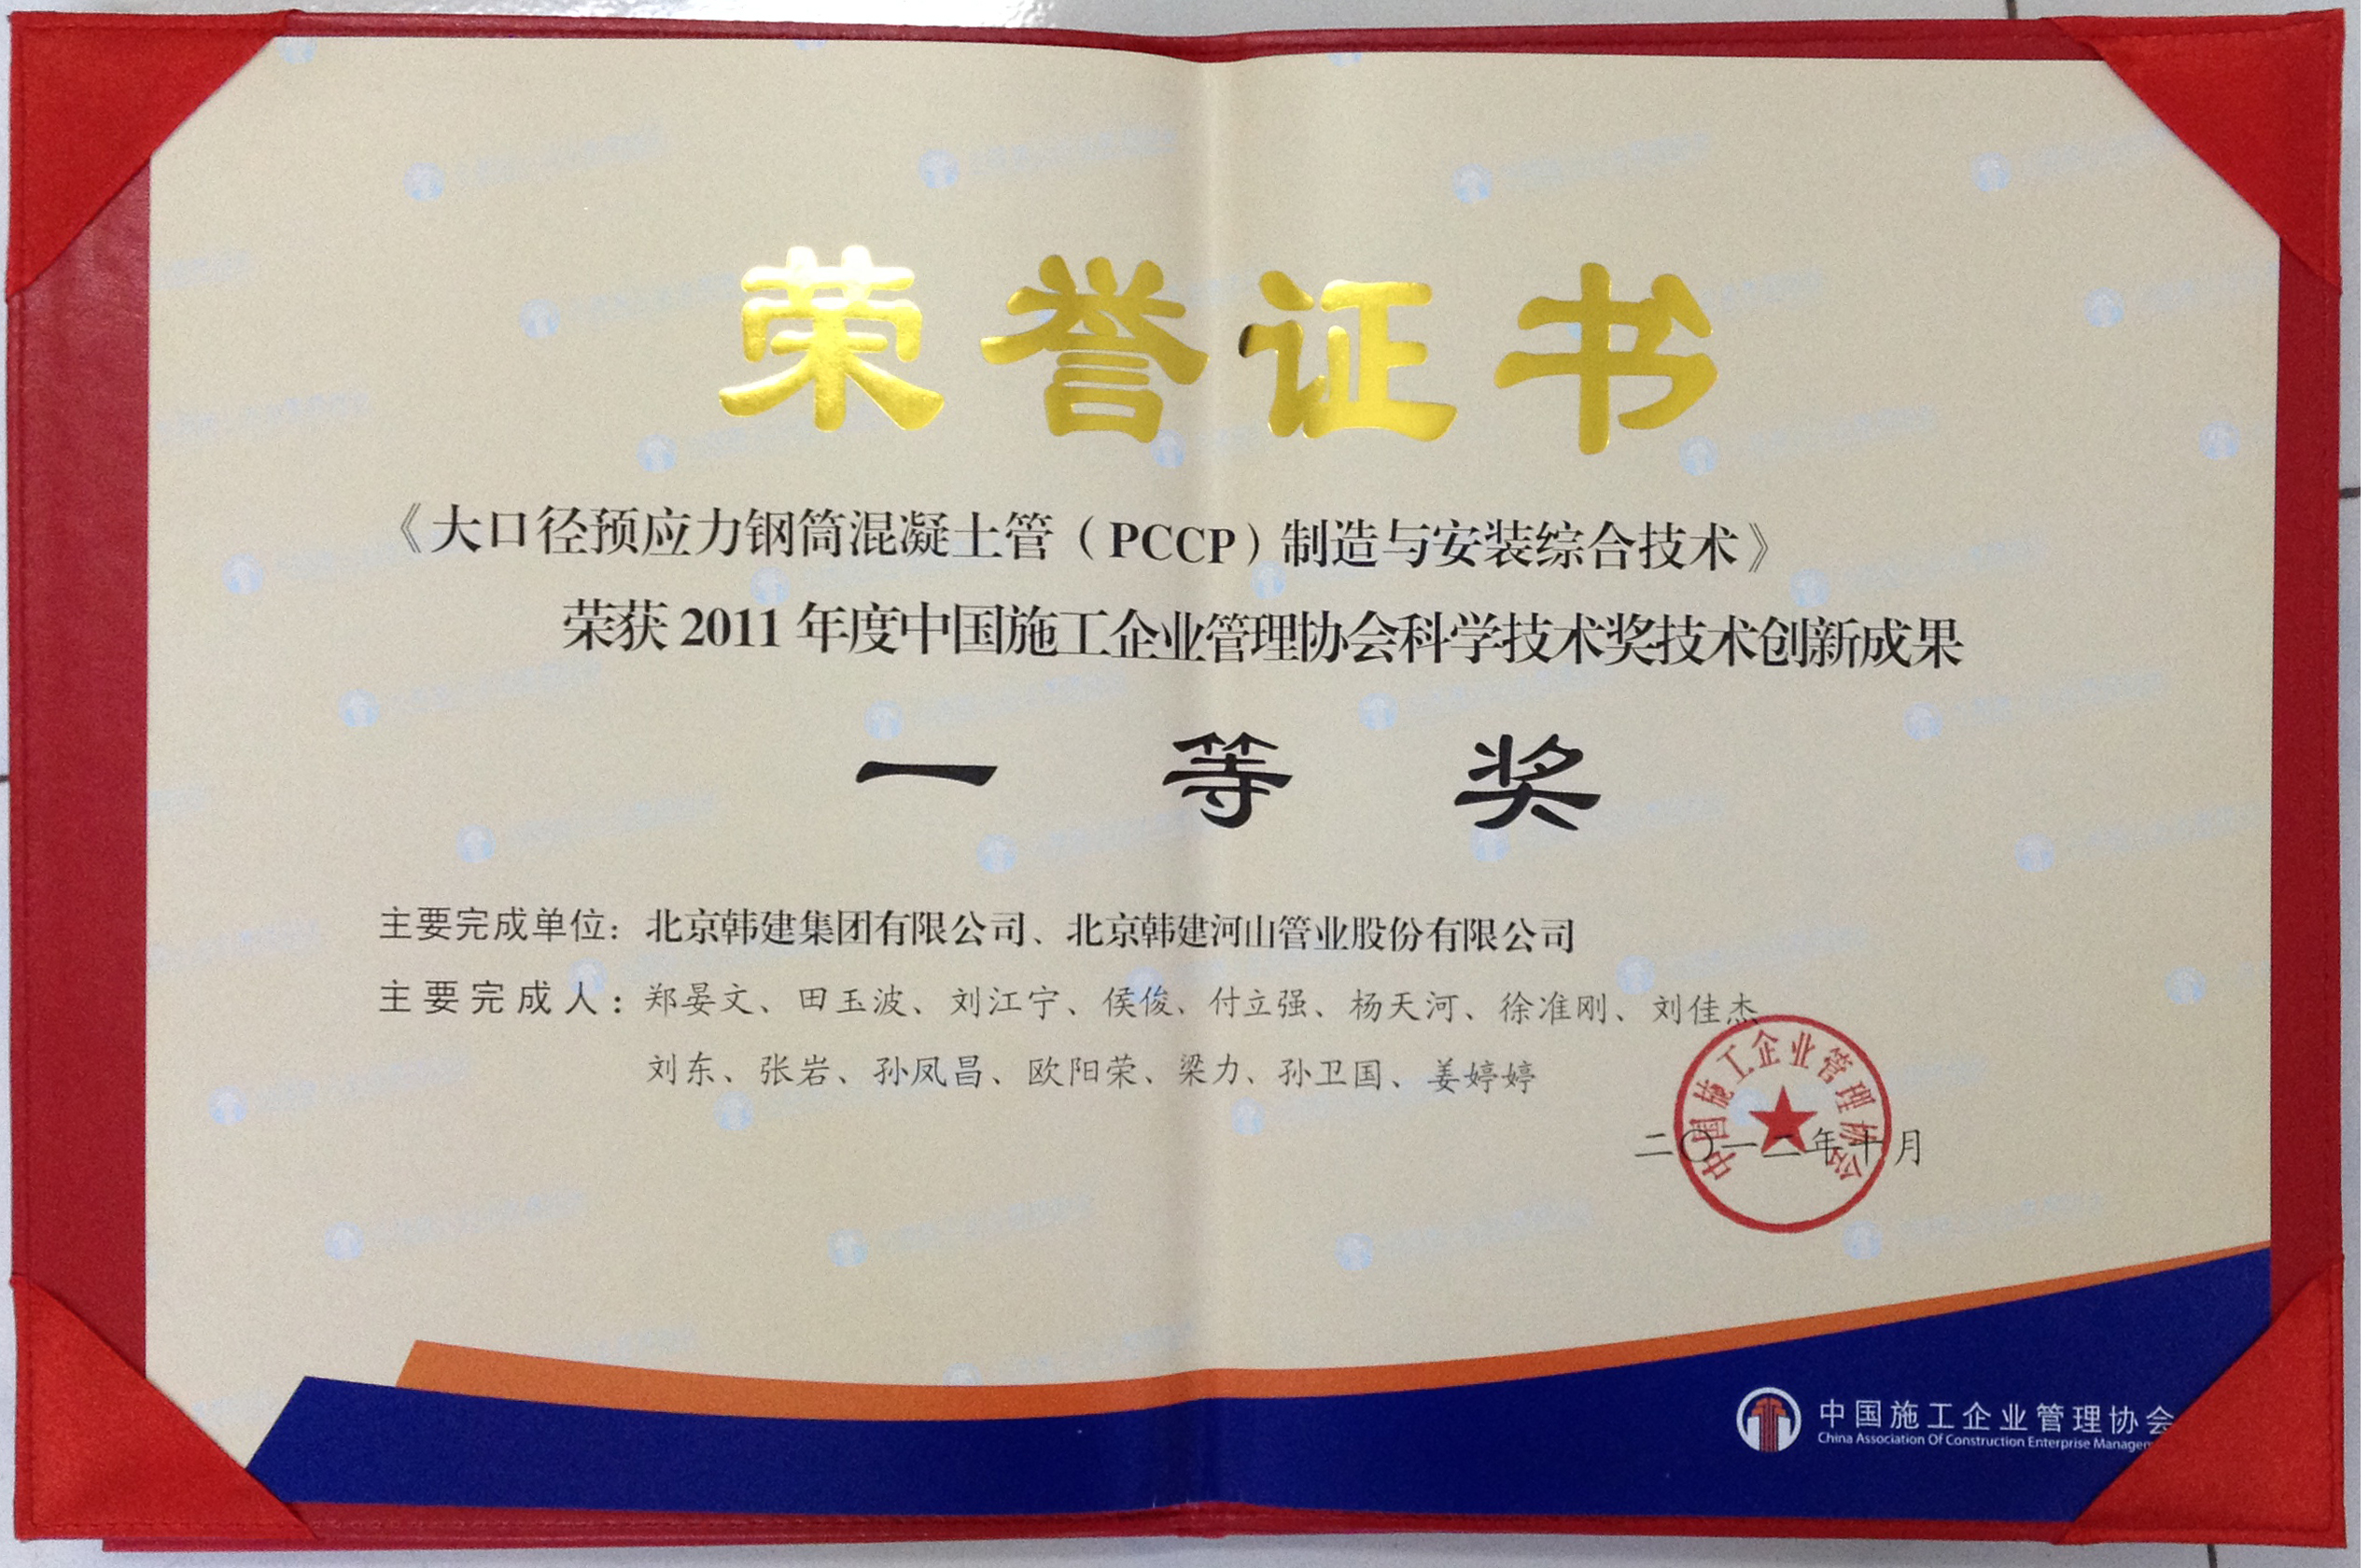 荣誉证书
《大口径预应力钢筒混凝土管（PCCP）制造与安装综合技术》
荣获 2011 年度中国施工企业管理协会科学技术奖技术创新成果
一等奖
主要完成单位：北京韩建集团有限公司、北京韩建河山管业股份有限公司
主要完成人：郑晏文、田玉波、刘江宁、侯俊、付立强、杨天河、徐准刚、刘佳杰
刘东、张岩、孙凤昌、欧阳荣、梁力、孙卫国、姜婷婷
中国施工企业管理协会
二〇一二年十月
中国施工企业管理协会
China Association Of Construction Enterprise Managem